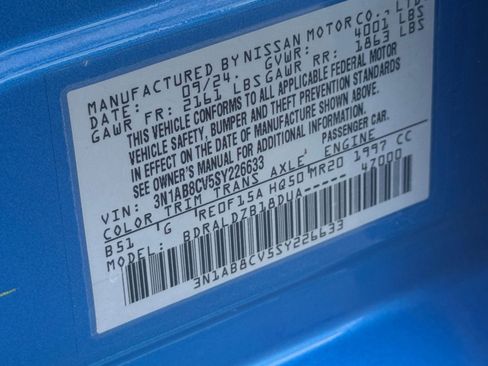 MANUFACTURED BY NISSAN MOTOR CO., LTD.
DATE: 09/24. GVWR: 4001 LBS
GAWR FR: 2161 LBS GAWR RR: 1863 LBS
THIS VEHICLE CONFORMS TO ALL APPLICABLE FEDERAL MOTOR
VEHICLE SAFETY, BUMPER AND THEFT PREVENTION STANDARDS
IN EFFECT ON THE DATE OF MANUFACTURE SHOWN ABOVE.
SEE OWNER'S MANUAL FOR ADDITIONAL INFORMATION.
VIN: 3N1AB8CV5SY226633 PASSENGER CAR.
COLOR TRIM TRANS AXLE ENGINE
B51 G RE0F15A HQ50 MR20 1997 CC
MODEL: BDRALDZB18DUA----- 47000
3N1AB8CV5SY226633